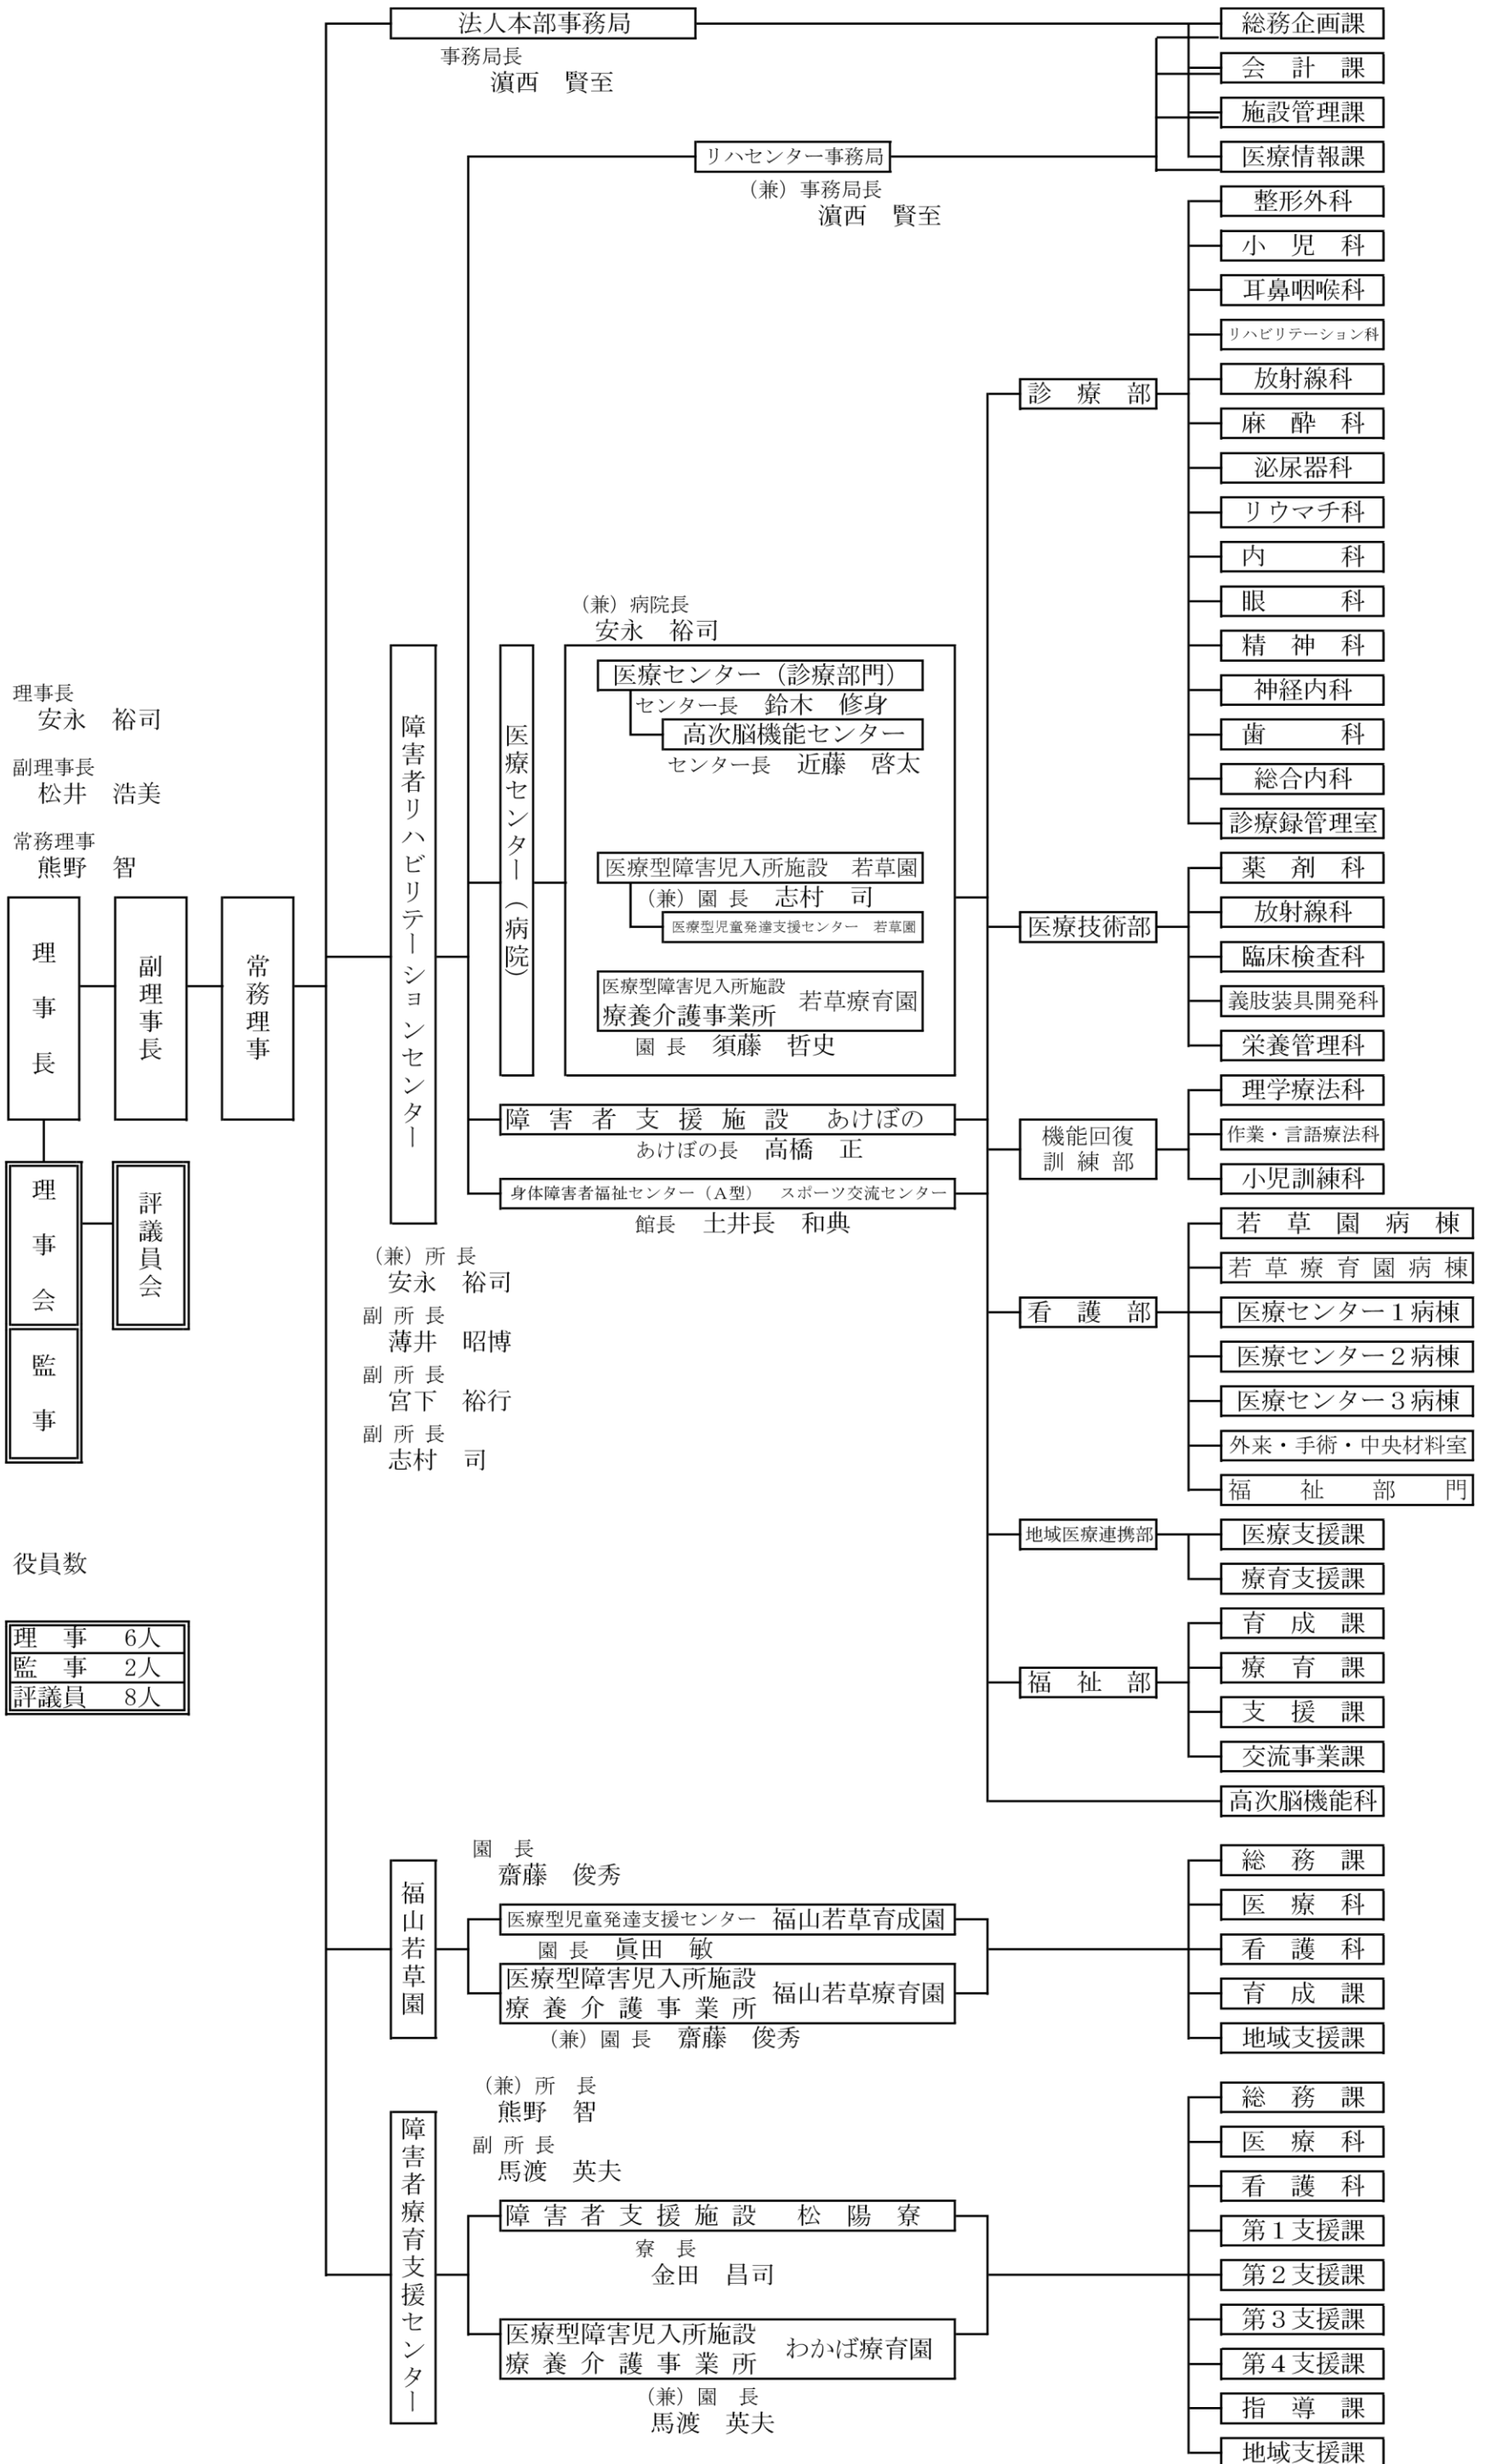 法人本部事務局
事務局長
濵西　賢至
リハセンター事務局
（兼）事務局長
濵西　賢至
総務企画課
会　計　課
施設管理課
医療情報課
理事長
安永　裕司
副理事長
松井　浩美
常務理事
熊野　智
理事長
副理事長
常務理事
理事会
監事
評議員会
役員数
理　事　6人
監　事　2人
評議員　8人
障害者リハビリテーションセンター
（兼）所 長
安永　裕司
副 所 長
薄井　昭博
副 所 長
宮下　裕行
副 所 長
志村　司
医療センター（病院）
（兼）病院長
安永　裕司
医療センター（診療部門）
センター長　鈴木　修身
高次脳機能センター
センター長　近藤　啓太
医療型障害児入所施設　若草園
（兼）園 長　志村　司
医療型児童発達支援センター　若草園
医療型障害児入所施設
療養介護事業所
若草療育園
園 長　須藤　哲史
障 害 者 支 援 施 設　あけぼの
あけぼの長　高橋　正
身体障害者福祉センター（A型）　スポーツ交流センター
館長　土井長　和典
診　療　部
整形外科
小　児　科
耳鼻咽喉科
リハビリテーション科
放射線科
麻　酔　科
泌尿器科
リウマチ科
内　　　科
眼　　　科
精　神　科
神経内科
歯　　　科
総合内科
診療録管理室
医療技術部
薬　剤　科
放射線科
臨床検査科
義肢装具開発科
栄養管理科
機能回復
訓 練 部
理学療法科
作業・言語療法科
小児訓練科
看　護　部
若　草　園　病　棟
若 草 療 育 園 病 棟
医療センター１病棟
医療センター２病棟
医療センター３病棟
外来・手術・中央材料室
福　　祉　　部　　門
地域医療連携部
医療支援課
療育支援課
福　祉　部
育　成　課
療　育　課
支　援　課
交流事業課
高次脳機能科
福山若草園
園　長
齋藤　俊秀
医療型児童発達支援センター　福山若草育成園
園 長　眞田　敏
医療型障害児入所施設
療 養 介 護 事 業 所
福山若草療育園
（兼）園 長　齋藤　俊秀
総　務　課
医　療　科
看　護　科
育　成　課
地域支援課
障害者療育支援センター
（兼）所　長
熊野　智
副 所 長
馬渡　英夫
障 害 者 支 援 施 設　松　陽　寮
寮　長
金田　昌司
医療型障害児入所施設
療 養 介 護 事 業 所
わかば療育園
（兼）園　長
馬渡　英夫
総　務　課
医　療　科
看　護　科
第１支援課
第２支援課
第３支援課
第４支援課
指　導　課
地域支援課